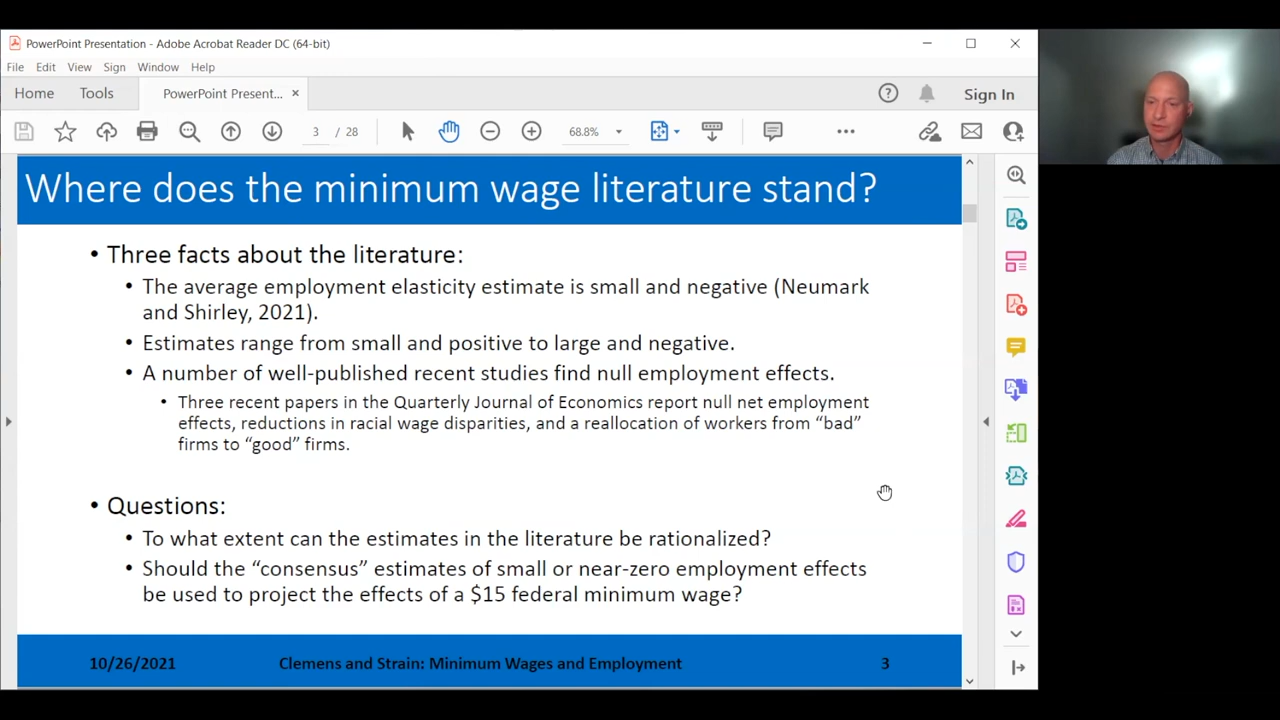 PowerPoint Presentation - Adobe Acrobat Reader DC (64-bit)
File Edit View Sign Window Help
Home Tools PowerPoint Present... × Sign In
3 / 28 68.8%
Where does the minimum wage literature stand?
• Three facts about the literature:
• The average employment elasticity estimate is small and negative (Neumark
and Shirley, 2021).
• Estimates range from small and positive to large and negative.
• A number of well-published recent studies find null employment effects.
• Three recent papers in the Quarterly Journal of Economics report null net employment
effects, reductions in racial wage disparities, and a reallocation of workers from “bad”
firms to “good” firms.
• Questions:
• To what extent can the estimates in the literature be rationalized?
• Should the “consensus” estimates of small or near-zero employment effects
be used to project the effects of a $15 federal minimum wage?
10/26/2021 Clemens and Strain: Minimum Wages and Employment 3